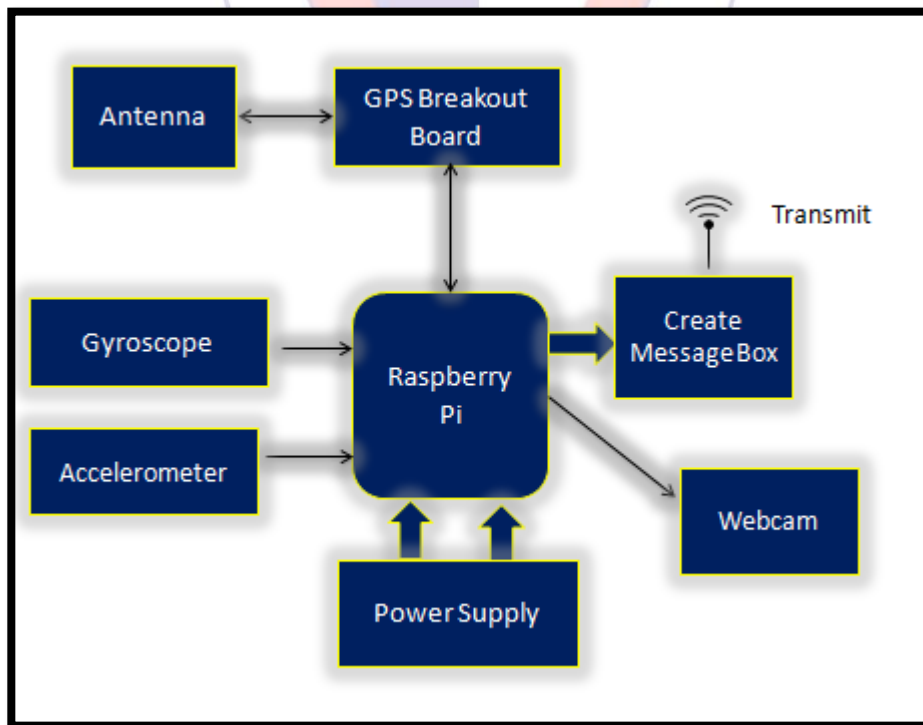 Antenna
GPS Breakout
Board
Transmit
Gyroscope
Create
MessageBox
Raspberry
Pi
Accelerometer
Webcam
Power Supply